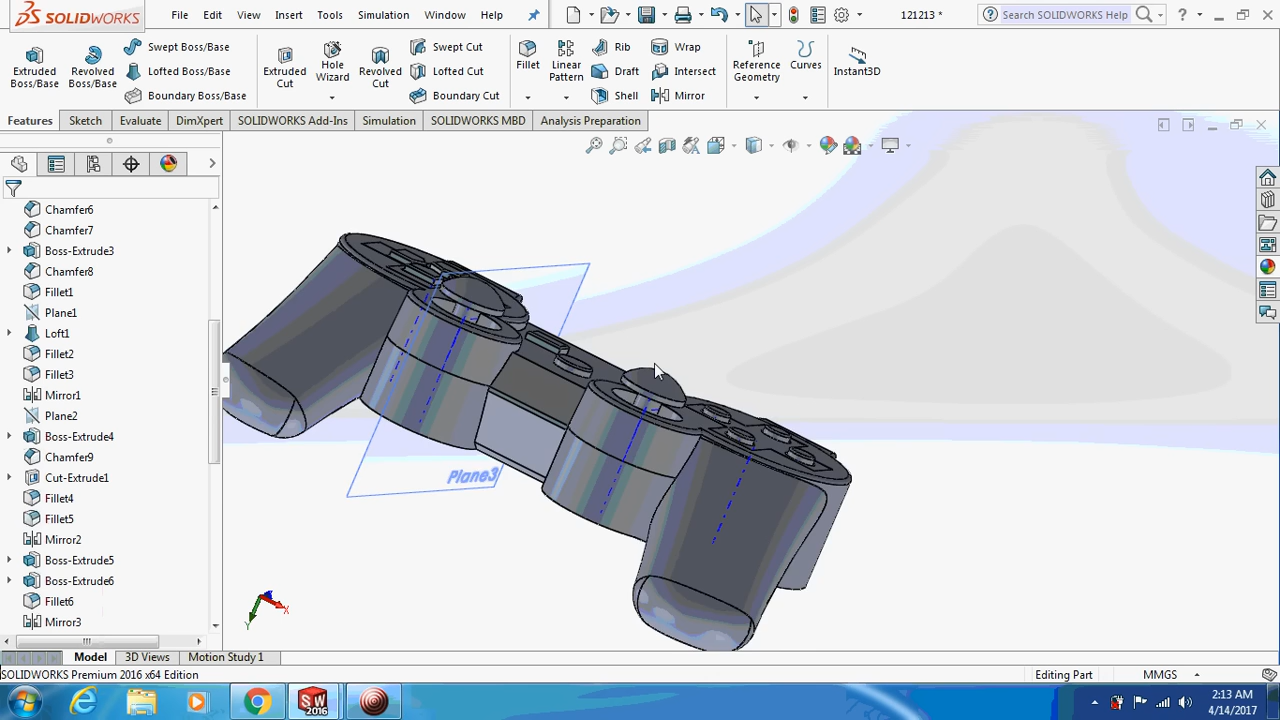 SOLIDWORKS File Edit View Insert Tools Simulation Window Help 121213 * Search SOLIDWORKS Help ?
Extruded Boss/Base Revolved Boss/Base Swept Boss/Base Lofted Boss/Base Boundary Boss/Base Extruded Cut Hole Wizard Revolved Cut Swept Cut Lofted Cut Boundary Cut Fillet Linear Pattern Rib Draft Shell Wrap Intersect Mirror Reference Geometry Curves Instant3D
Features Sketch Evaluate DimXpert SOLIDWORKS Add-Ins Simulation SOLIDWORKS MBD Analysis Preparation
Chamfer6
Chamfer7
Boss-Extrude3
Chamfer8
Fillet1
Plane1
Loft1
Fillet2
Fillet3
Mirror1
Plane2
Boss-Extrude4
Chamfer9
Cut-Extrude1
Fillet4
Fillet5
Mirror2
Boss-Extrude5
Boss-Extrude6
Fillet6
Mirror3
Plane3
X
Y
Model 3D Views Motion Study 1
SOLIDWORKS Premium 2016 x64 Edition Editing Part MMGS
SW 2016
2:13 AM
4/14/2017